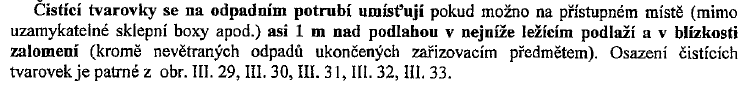 Čistící tvarovky se na odpadním potrubí umísťují pokud možno na přístupném místě (mimo
uzamykatelné sklepní boxy apod.) asi 1 m nad podlahou v nejníže ležícím podlaží a v blízkosti
zalomení (kromě nevětraných odpadů ukončených zařizovacím předmětem). Osazení čistících
tvarovek je patrné z obr. III. 29, III. 30, III. 31, III. 32, III. 33.